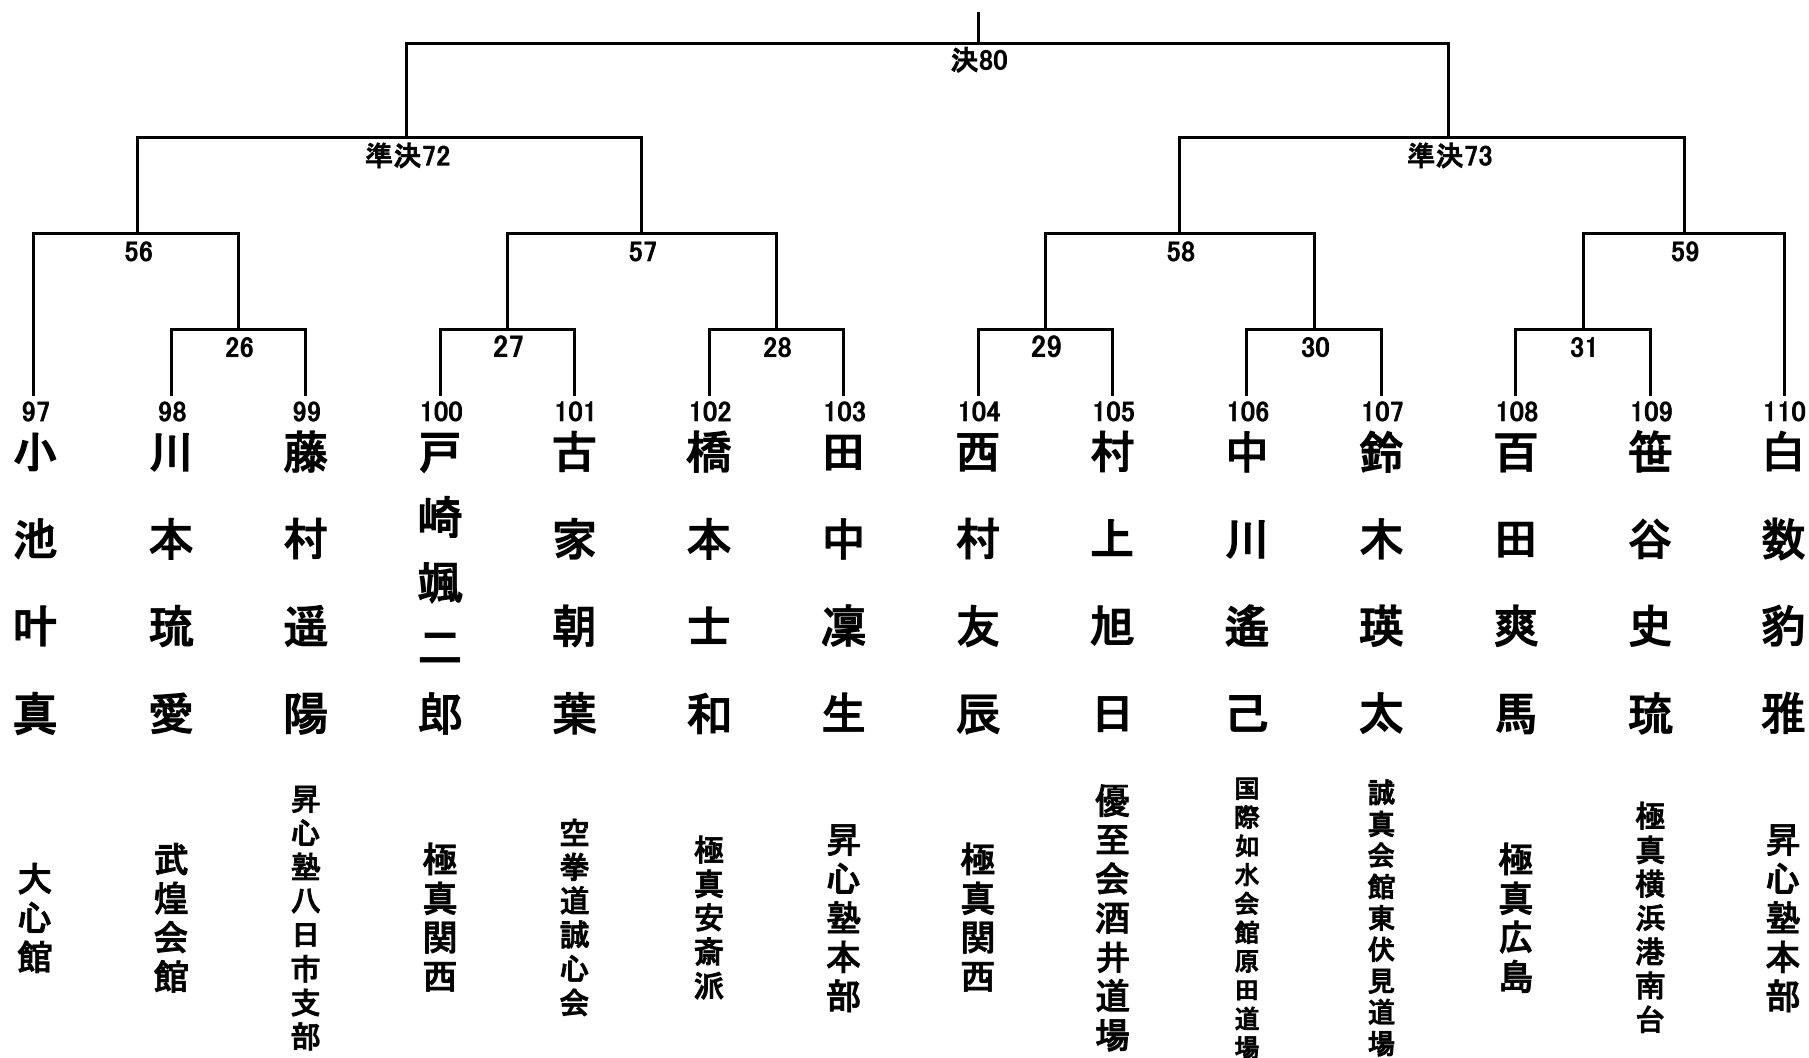 決80
準決72
準決73
56
57
58
59
26
27
28
29
30
31
97
98
99
100
101
102
103
104
105
106
107
108
109
110
小池叶真
川本琉愛
藤村遥陽
戸崎颯二郎
古家朝葉
橋本士和
田中凜生
西村友辰
村上旭日
中川遙己
鈴木瑛太
百田爽馬
笹谷史琉
白数豹雅
大心館
武煌会館
昇心塾八日市支部
極真関西
空拳道誠心会
極真安斎派
昇心塾本部
極真関西
優至会酒井道場
国際如水会館原田道場
誠真会館東伏見道場
極真広島
極真横浜港南台
昇心塾本部